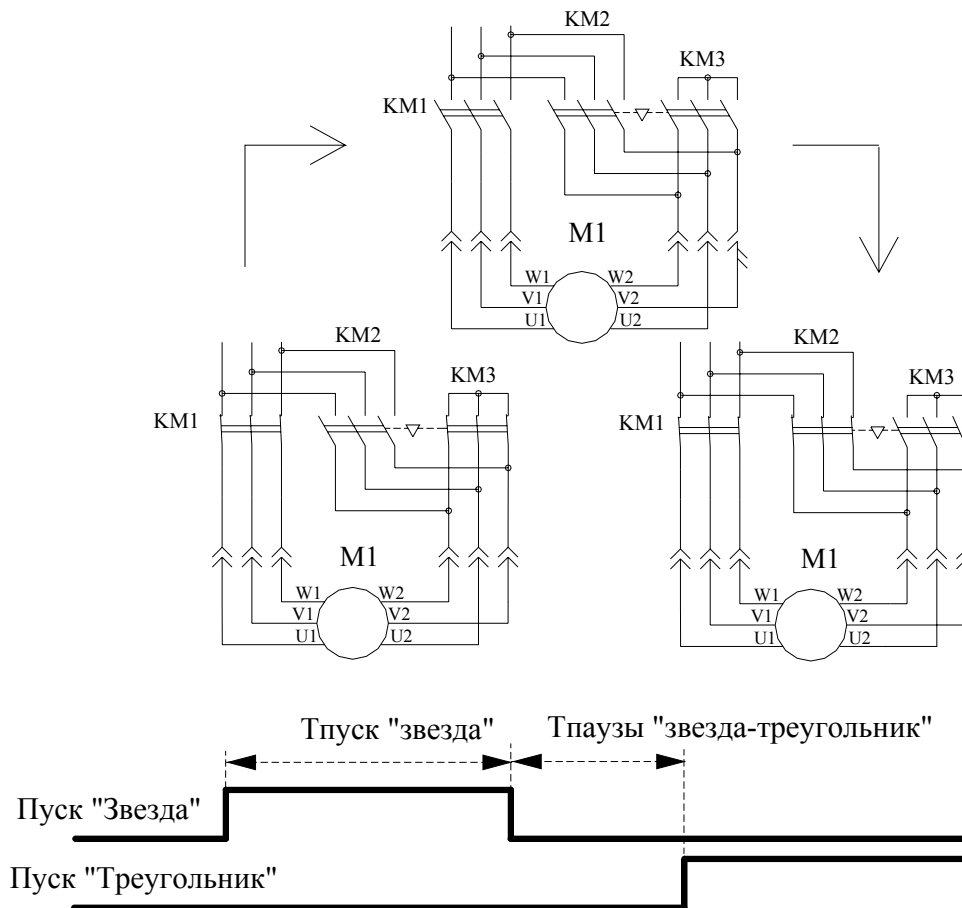 KM2
KM3
KM1
M1
W1 W2
V1 V2
U1 U2
KM2
KM3
KM1
M1
W1 W2
V1 V2
U1 U2
KM2
KM3
KM1
M1
W1 W2
V1 V2
U1 U2
Тпуск "звезда"
Тпаузы "звезда-треугольник"
Пуск "Звезда"
Пуск "Треугольник"